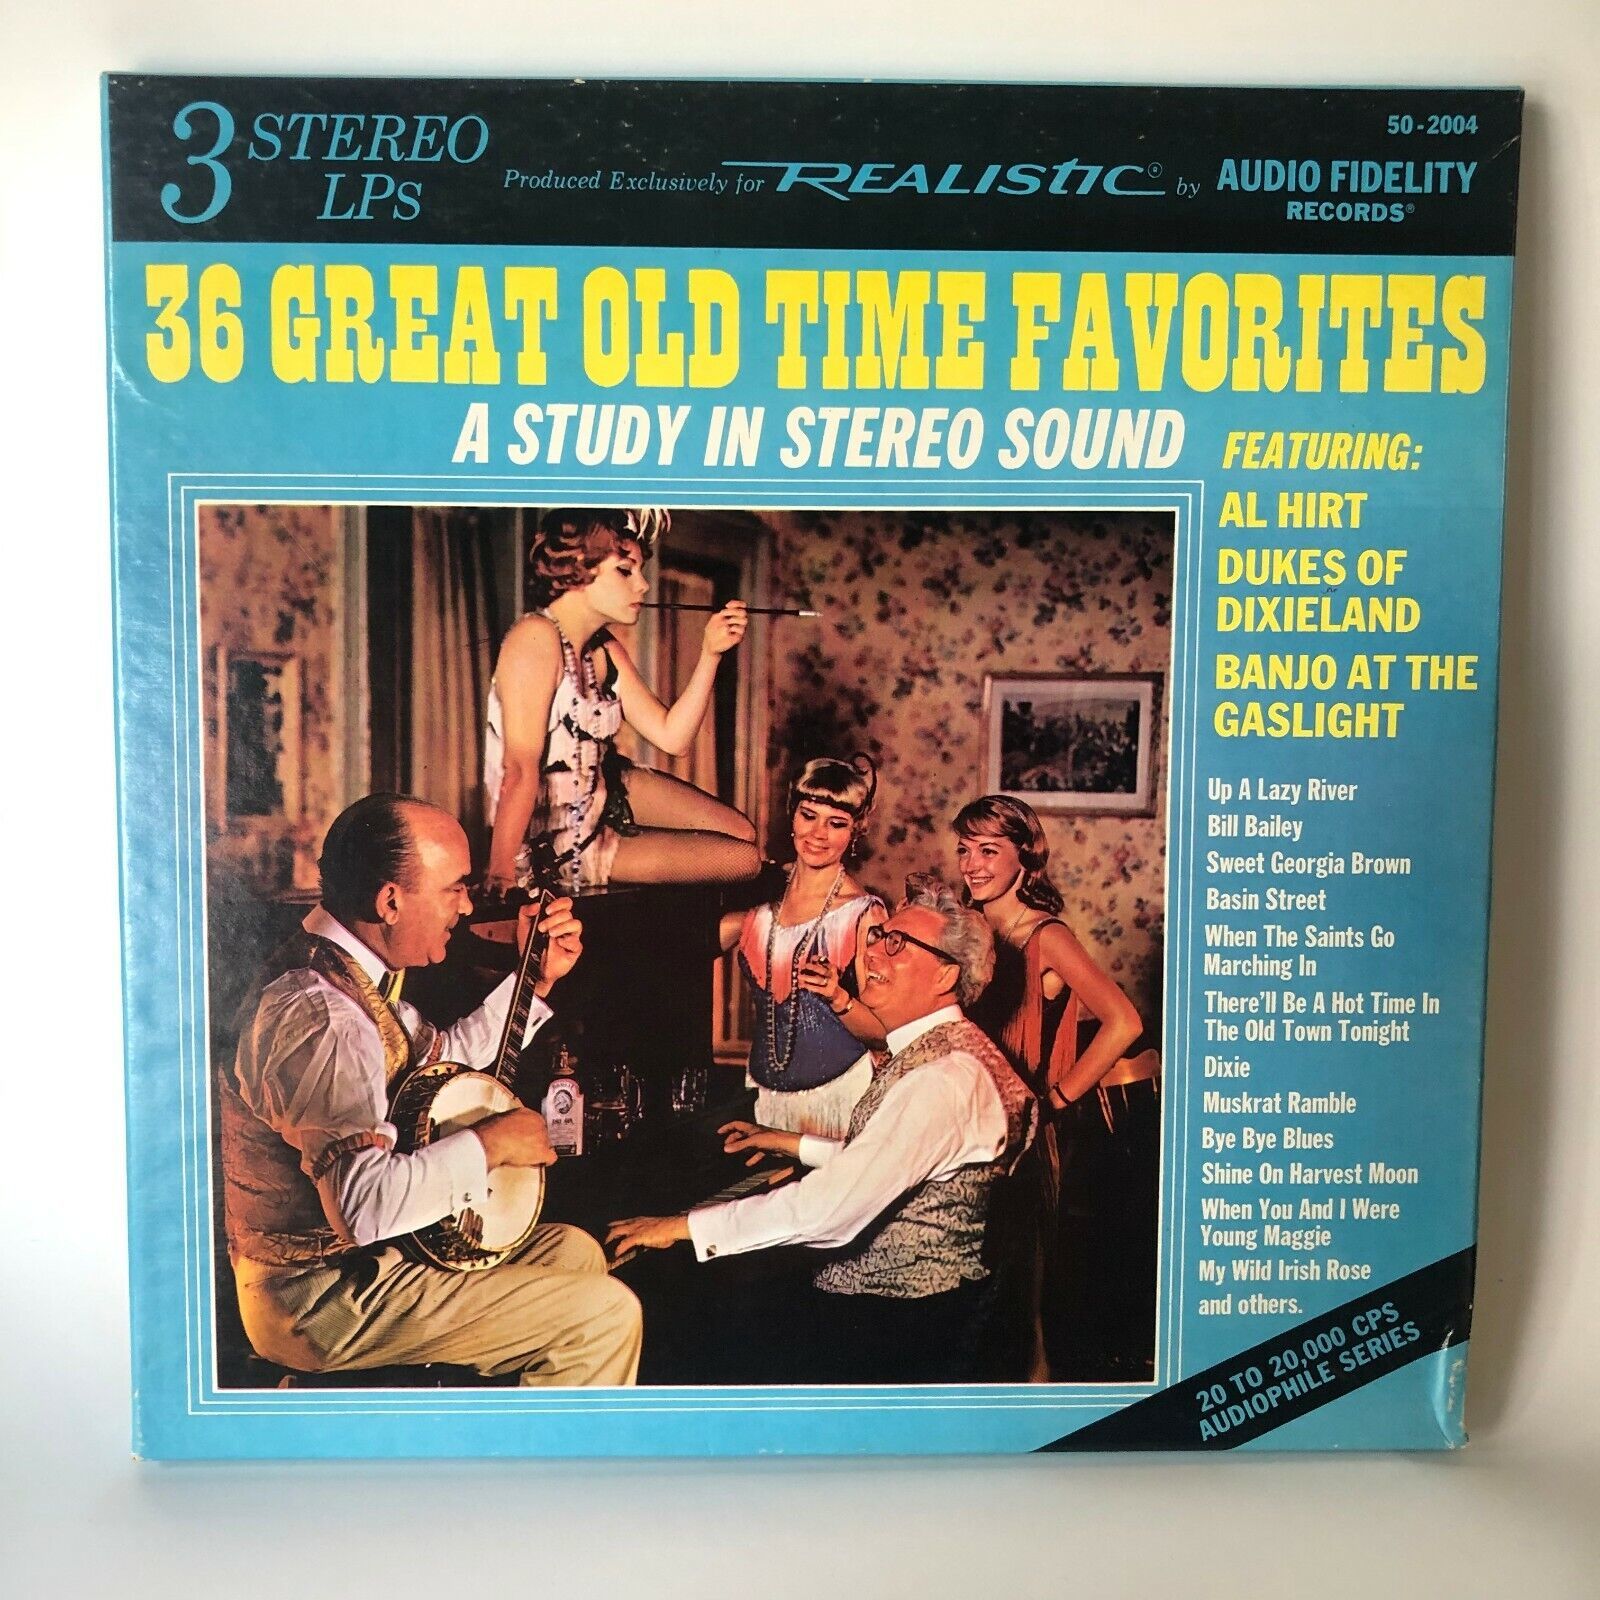 3 STEREO
LPs
Produced Exclusively for REALISTIC® by AUDIO FIDELITY
RECORDS®
50-2004
36 GREAT OLD TIME FAVORITES
A STUDY IN STEREO SOUND
FEATURING:
AL HIRT
DUKES OF
DIXIELAND
BANJO AT THE
GASLIGHT
Up A Lazy River
Bill Bailey
Sweet Georgia Brown
Basin Street
When The Saints Go
Marching In
There'll Be A Hot Time In
The Old Town Tonight
Dixie
Muskrat Ramble
Bye Bye Blues
Shine On Harvest Moon
When You And I Were
Young Maggie
My Wild Irish Rose
and others.
20 TO 20,000 CPS
AUDIOPHILE SERIES